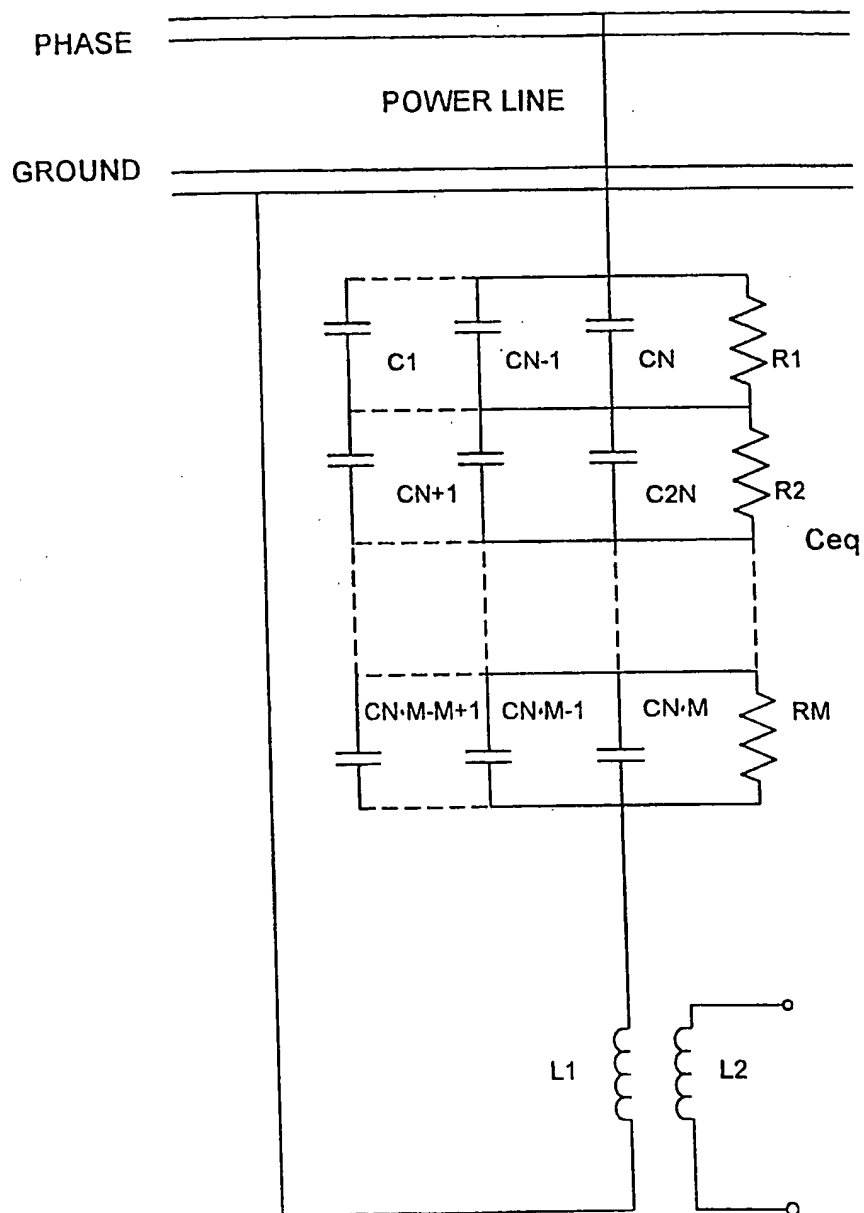 PHASE
POWER LINE
GROUND
C1 CN-1 CN R1
CN+1 C2N R2
Ceq
CN·M-M+1 CN·M-1 CN·M RM
L1 L2